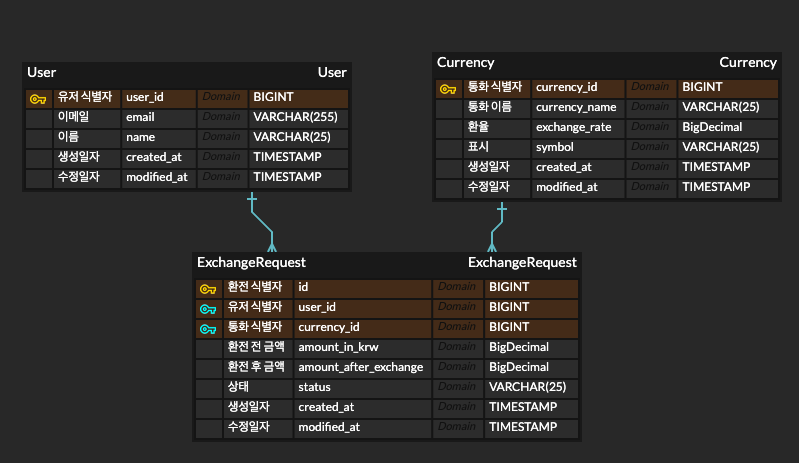 User User
유저 식별자 user_id Domain BIGINT
이메일 email Domain VARCHAR(255)
이름 name Domain VARCHAR(25)
생성일자 created_at Domain TIMESTAMP
수정일자 modified_at Domain TIMESTAMP
Currency Currency
통화 식별자 currency_id Domain BIGINT
통화 이름 currency_name Domain VARCHAR(25)
환율 exchange_rate Domain BigDecimal
표시 symbol Domain VARCHAR(25)
생성일자 created_at Domain TIMESTAMP
수정일자 modified_at Domain TIMESTAMP
ExchangeRequest ExchangeRequest
환전 식별자 id Domain BIGINT
유저 식별자 user_id Domain BIGINT
통화 식별자 currency_id Domain BIGINT
환전 전 금액 amount_in_krw Domain BigDecimal
환전 후 금액 amount_after_exchange Domain BigDecimal
상태 status Domain VARCHAR(25)
생성일자 created_at Domain TIMESTAMP
수정일자 modified_at Domain TIMESTAMP